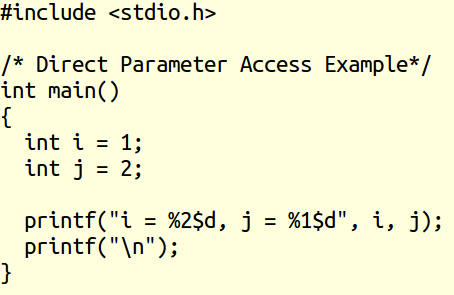 #include <stdio.h>

/* Direct Parameter Access Example*/
int main()
{
  int i = 1;
  int j = 2;

  printf("i = %2$d, j = %1$d", i, j);
  printf("\n");
}